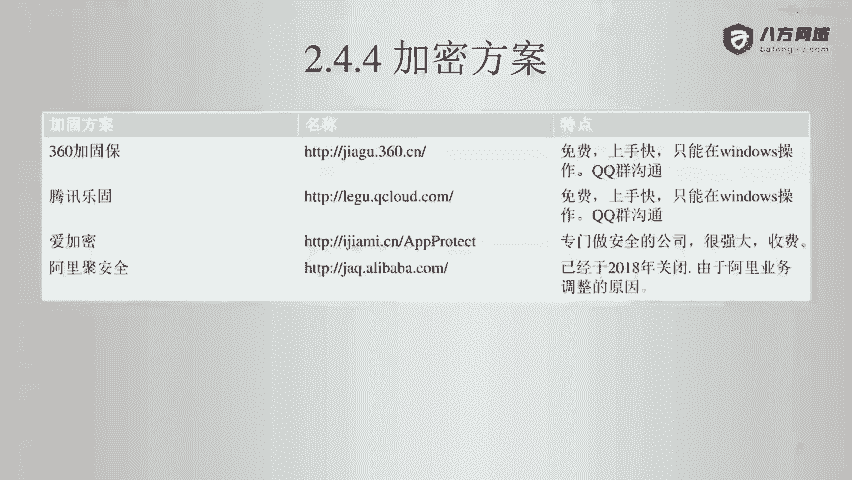 八方网域
2.4.4 加密方案
加固方案 名称 特点
360加固保 http://jiagu.360.cn/ 免费，上手快，只能在windows操
作。QQ群沟通
腾讯乐固 http://legu.qcloud.com/ 免费，上手快，只能在windows操
作。QQ群沟通
爱加密 http://ijiami.cn/AppProtect 专门做安全的公司，很强大，收费。
阿里聚安全 http://jaq.alibaba.com/ 已经于2018年关闭. 由于阿里业务
调整的原因。